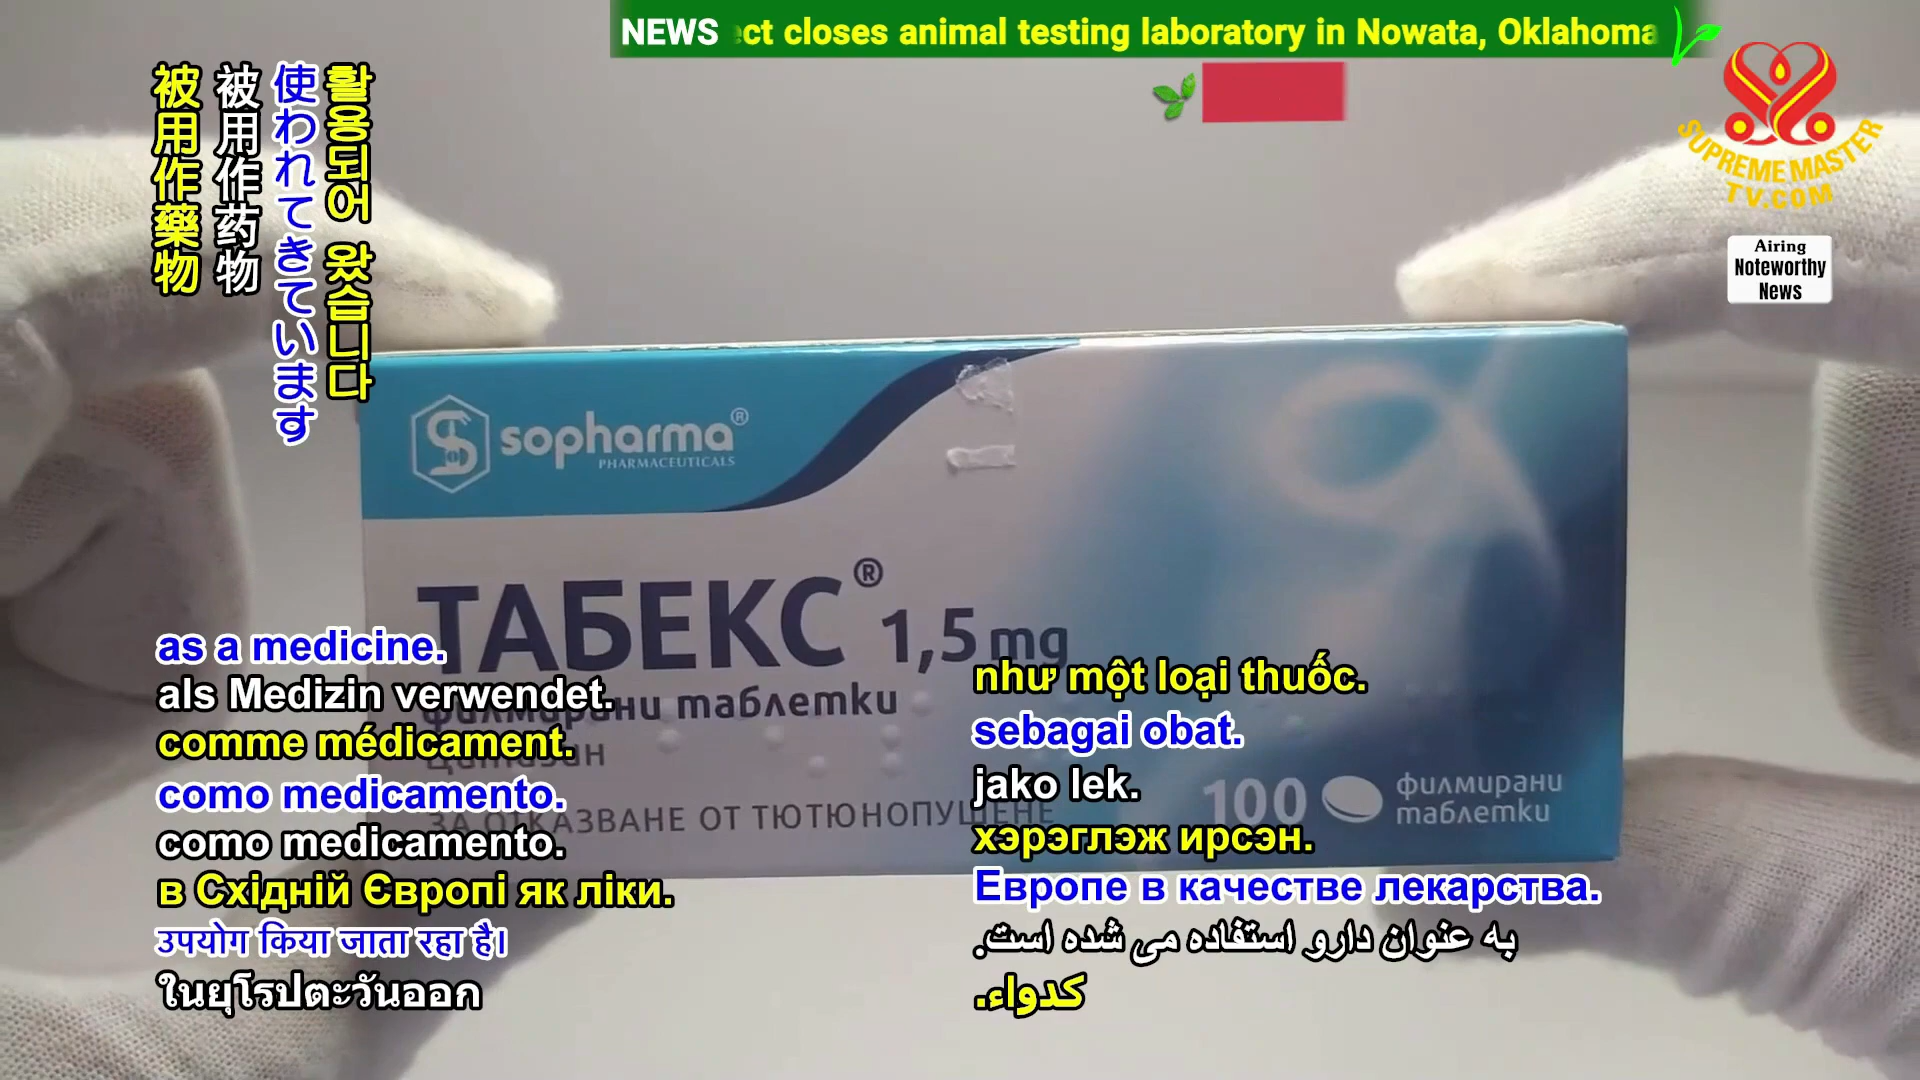 NEWS ect closes animal testing laboratory in Nowata, Oklahoma
SUPREME MASTER
TV.COM
Airing
Noteworthy
News
활용되어 왔습니다
使われてきています
被用作药物
被用作藥物
sopharma®
PHARMACEUTICALS
ТАБЕКС® 1,5 mg
филмирани таблетки
цитизин
ЗА ОТКАЗВАНЕ ОТ ТЮТЮНОПУШЕНЕ
100 филмирани
таблетки
as a medicine.
als Medizin verwendet.
comme médicament.
como medicamento.
como medicamento.
в Східній Європі як ліки.
उपयोग किया जाता रहा है।
ในยุโรปตะวันออก
như một loại thuốc.
sebagai obat.
jako lek.
хэрэглэж ирсэн.
Европе в качестве лекарства.
به عنوان دارو استفاده می شده است.
كدواء.